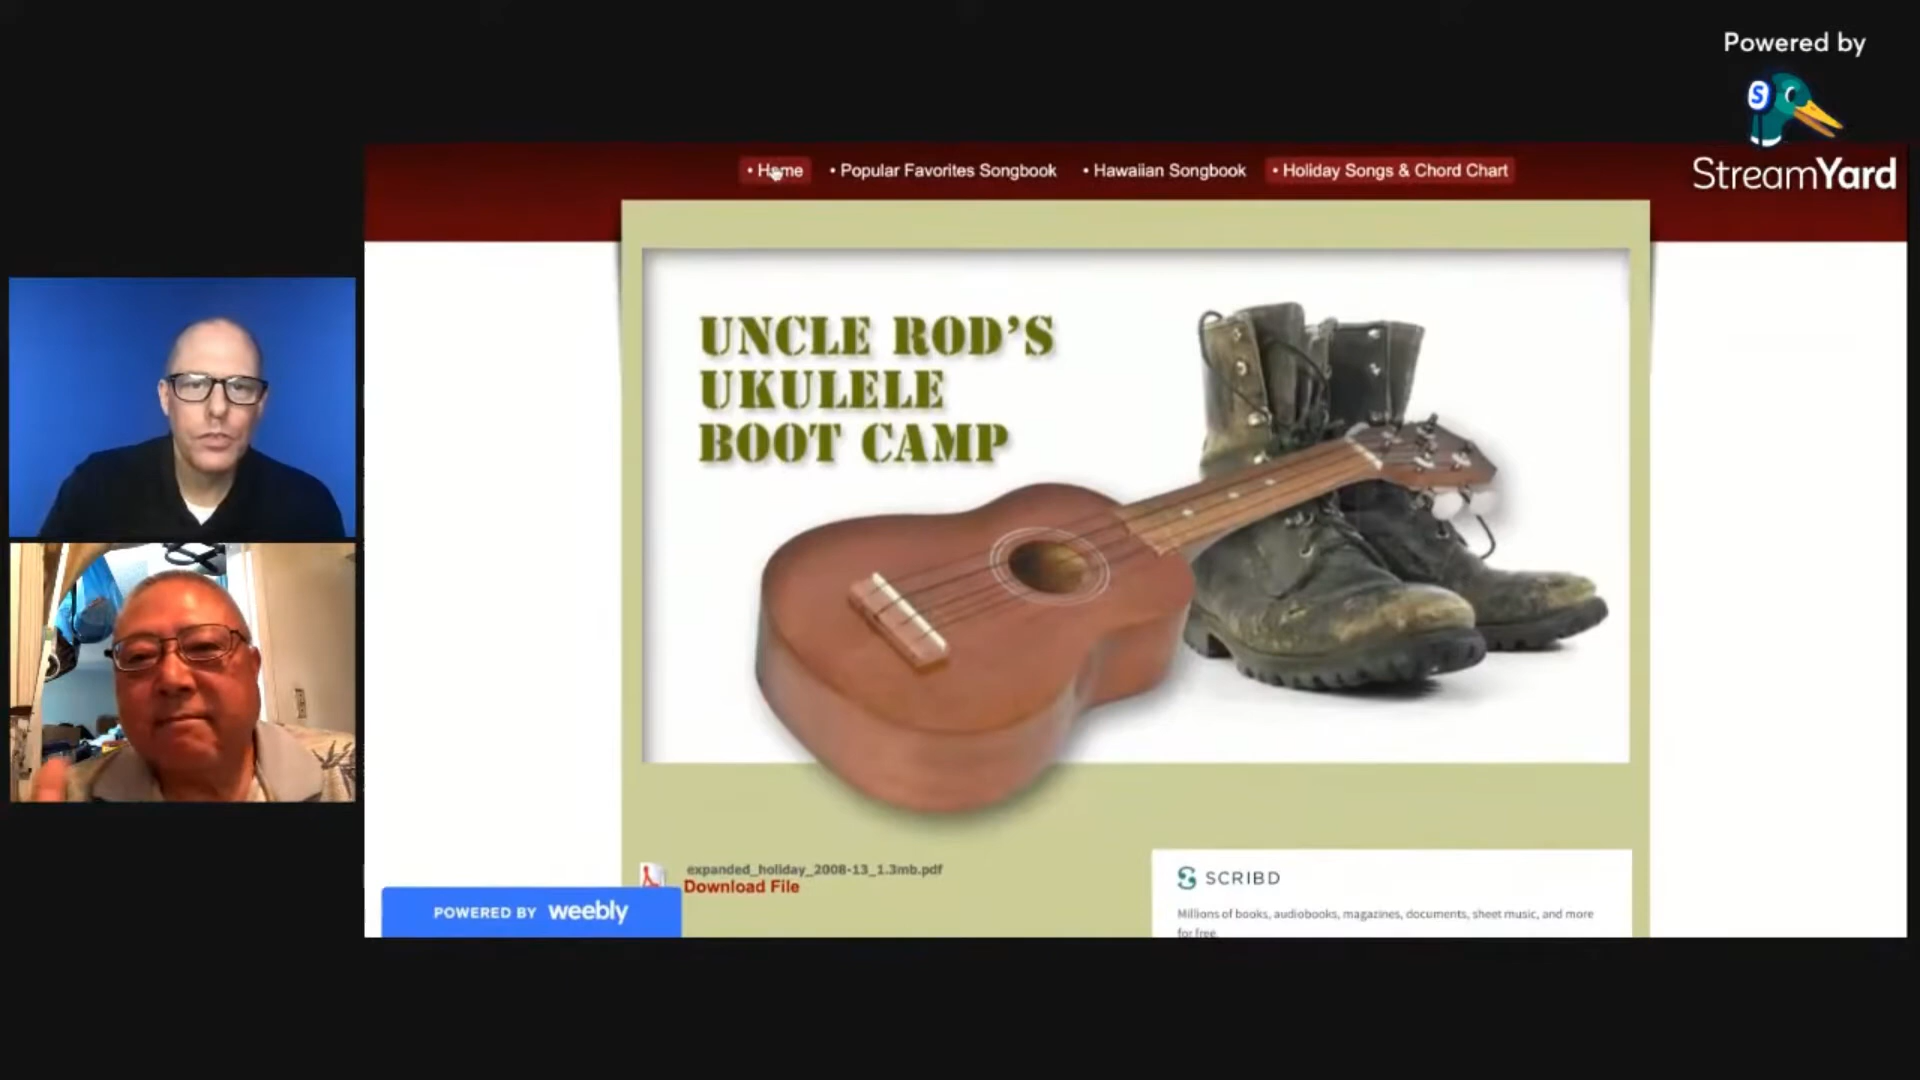 Powered by
S
StreamYard
• Home • Popular Favorites Songbook • Hawaiian Songbook • Holiday Songs & Chord Chart
UNCLE ROD'S
UKULELE
BOOT CAMP
expanded_holiday_2008-13_1.3mb.pdf
Download File
POWERED BY weebly
SCRIBD
Millions of books, audiobooks, magazines, documents, sheet music, and more
for free.